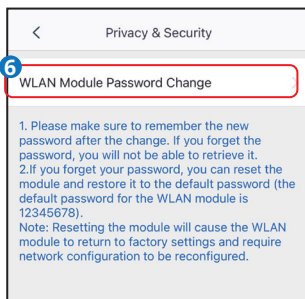 Privacy & Security
6
WLAN Module Password Change
1. Please make sure to remember the new
password after the change. If you forget the
password, you will not be able to retrieve it.
2.If you forget your password, you can reset the
module and restore it to the default password (the
default password for the WLAN module is
12345678).
Note: Resetting the module will cause the WLAN
module to return to factory settings and require
network configuration to be reconfigured.